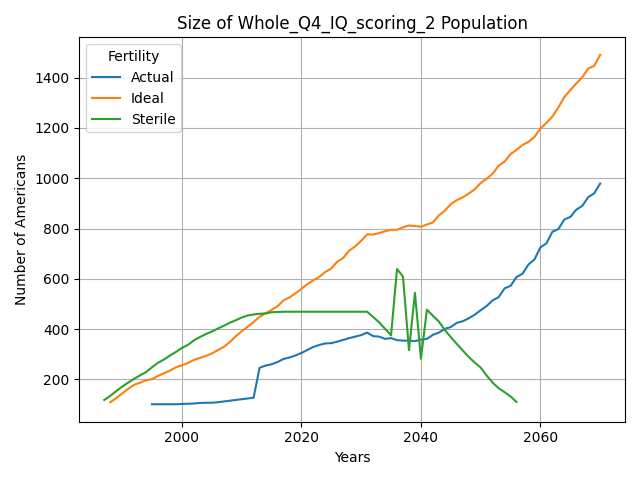 Size of Whole_Q4_IQ_scoring_2 Population
Fertility
Actual
Ideal
Sterile
Number of Americans
1400
1200
1000
800
600
400
200
2000
2020
2040
2060
Years